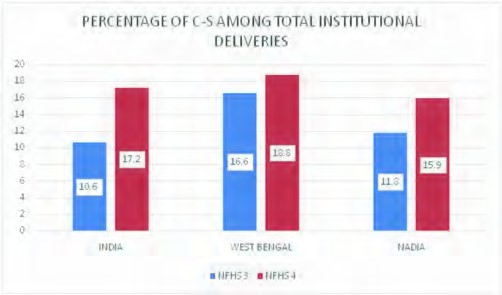 PERCENTAGE OF C-S AMONG TOTAL INSTITUTIONAL
DELIVERIES
20
18
16
14
12
10
8
6
4
2
0
10.6
17.2
16.6
18.8
11.8
15.9
INDIA
WEST BENGAL
NADIA
NFHS 3
NFHS 4